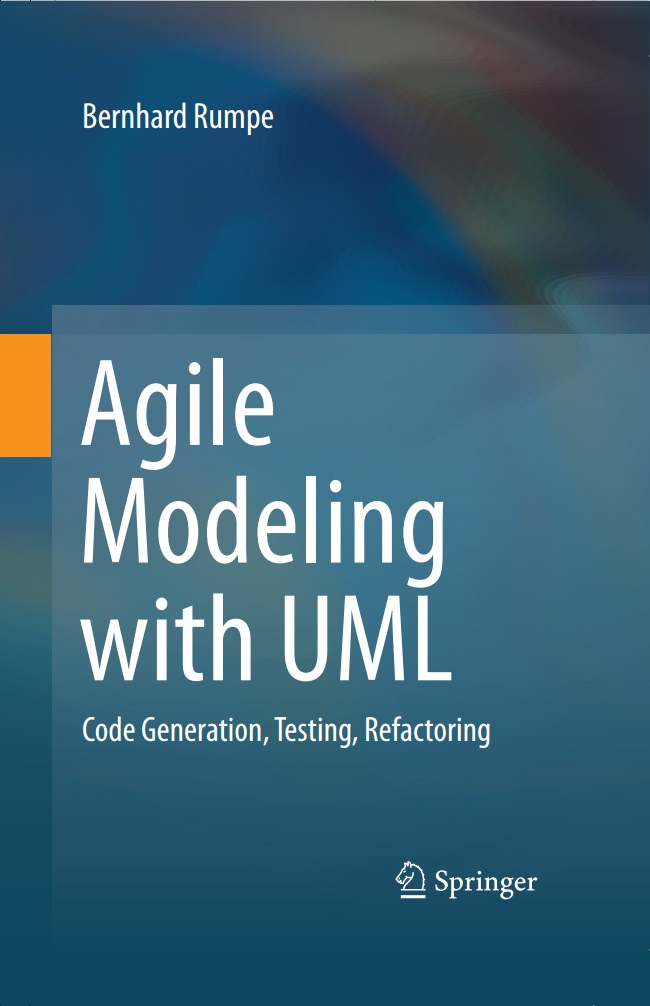 Bernhard Rumpe
Agile
Modeling
with UML
Code Generation, Testing, Refactoring
Springer